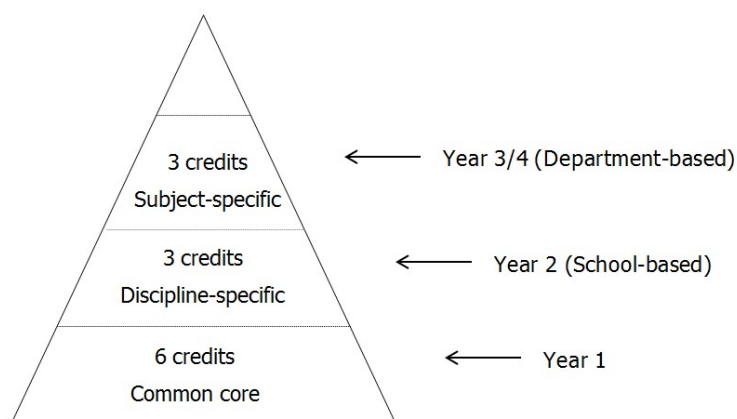 3 credits
Subject-specific
Year 3/4 (Department-based)
3 credits
Discipline-specific
Year 2 (School-based)
6 credits
Common core
Year 1